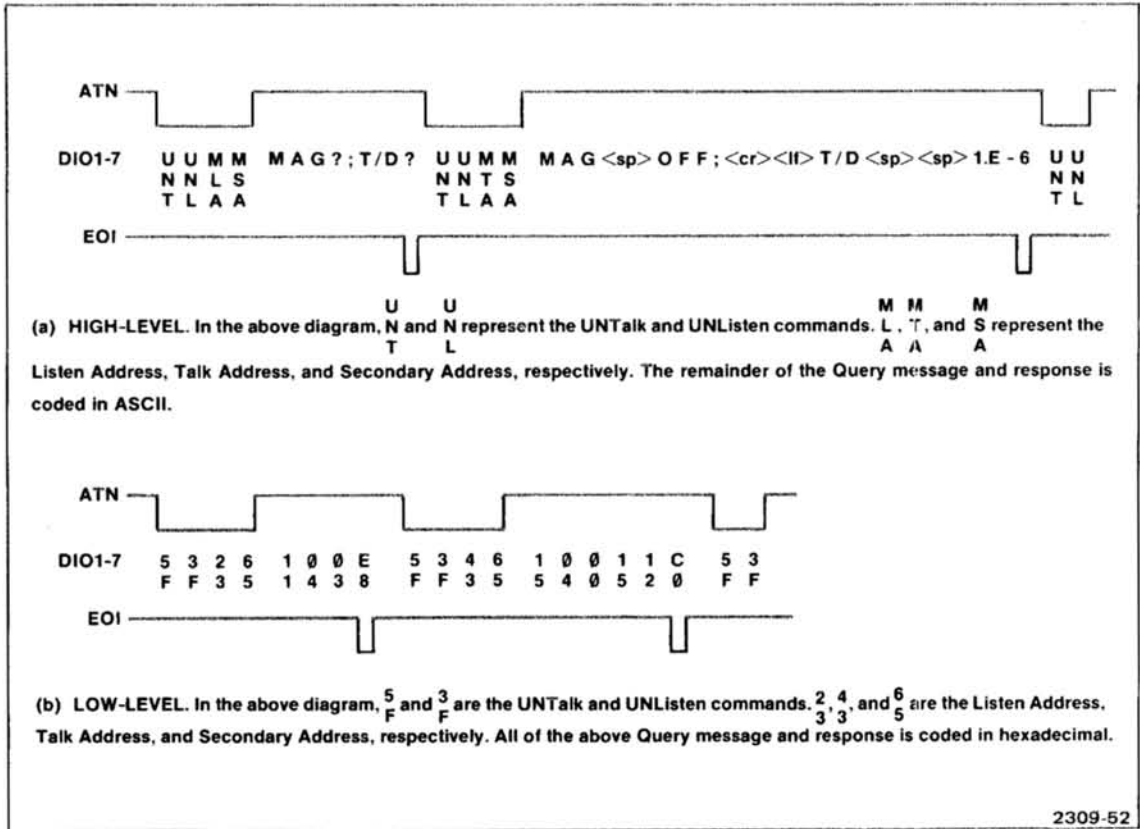 ATN
DIO1-7 U U M M M A G ? ; T/D ? U U M M M A G <sp> O F F ; <cr> <lf> T/D <sp> <sp> 1.E - 6 U U
N N L S N N T S N N
T L A A T L A A T L
EOI
U U M M M
(a) HIGH-LEVEL. In the above diagram, N and N represent the UNTalk and UNListen commands. L , T , and S represent the
T L A A A
Listen Address, Talk Address, and Secondary Address, respectively. The remainder of the Query message and response is
coded in ASCII.
ATN
DIO1-7 5 3 2 6 1 0 0 E 5 3 4 6 1 0 0 1 1 C 5 3
F F 3 5 1 4 3 8 F F 3 5 5 4 0 5 2 0 F F
EOI
(b) LOW-LEVEL. In the above diagram, 5 and 3 are the UNTalk and UNListen commands. 2 , 4 , and 6 are the Listen Address,
F F 3 3 5
Talk Address, and Secondary Address, respectively. All of the above Query message and response is coded in hexadecimal.
2309-52